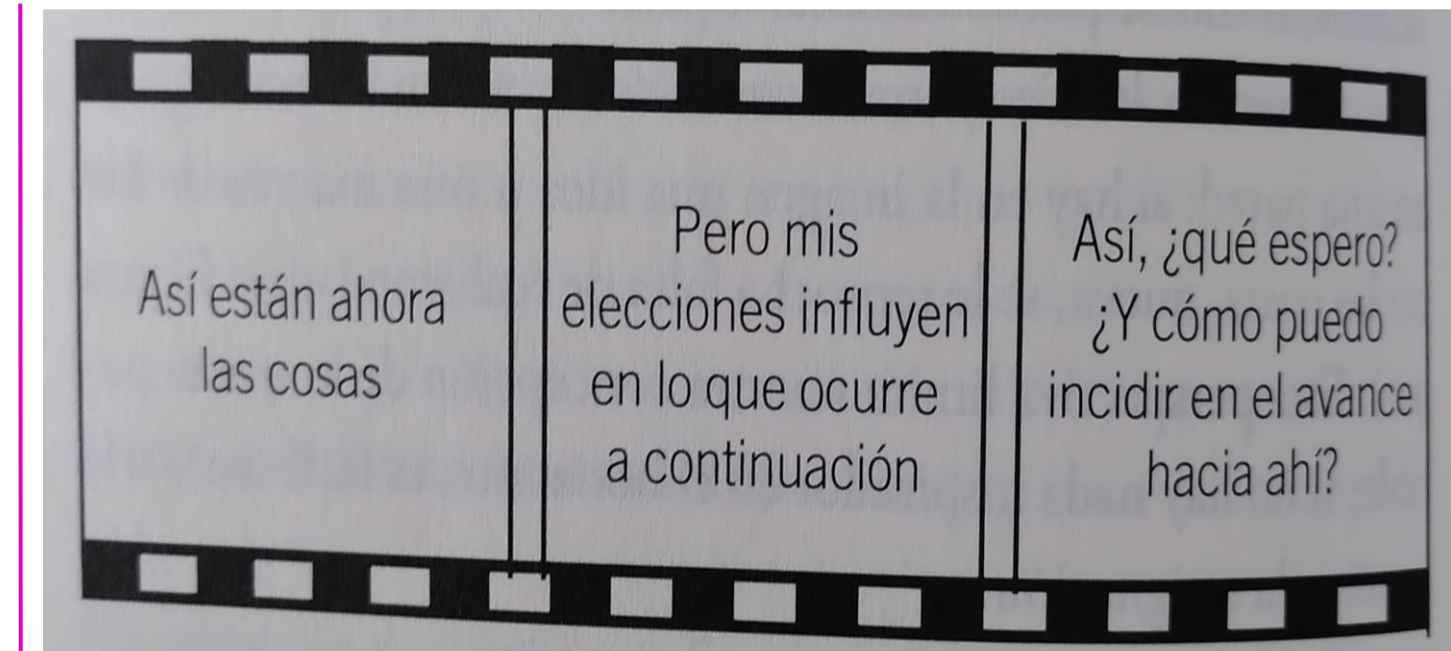 Así están ahora
las cosas
Pero mis
elecciones influyen
en lo que ocurre
a continuación
Así, ¿qué espero?
¿Y cómo puedo
incidir en el avance
hacia ahí?